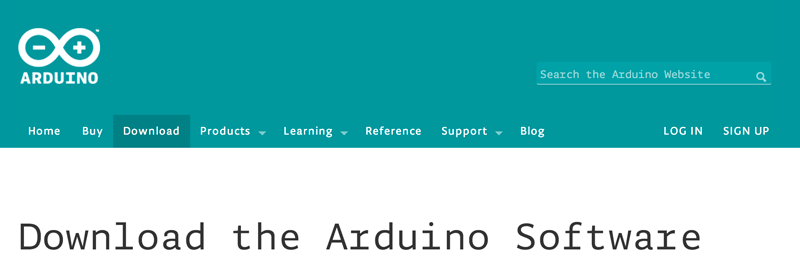 ARDUINO
Search the Arduino Website
Home Buy Download Products Learning Reference Support Blog LOG IN SIGN UP
Download the Arduino Software